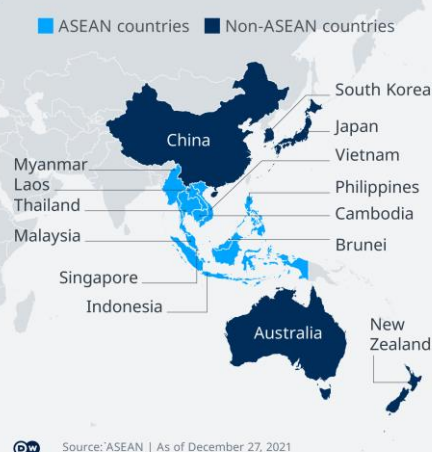 ASEAN countries
Non-ASEAN countries
South Korea
China
Japan
Vietnam
Myanmar
Laos
Philippines
Thailand
Cambodia
Malaysia
Brunei
Singapore
Indonesia
Australia
New
Zealand
DW
Source: ASEAN | As of December 27, 2021